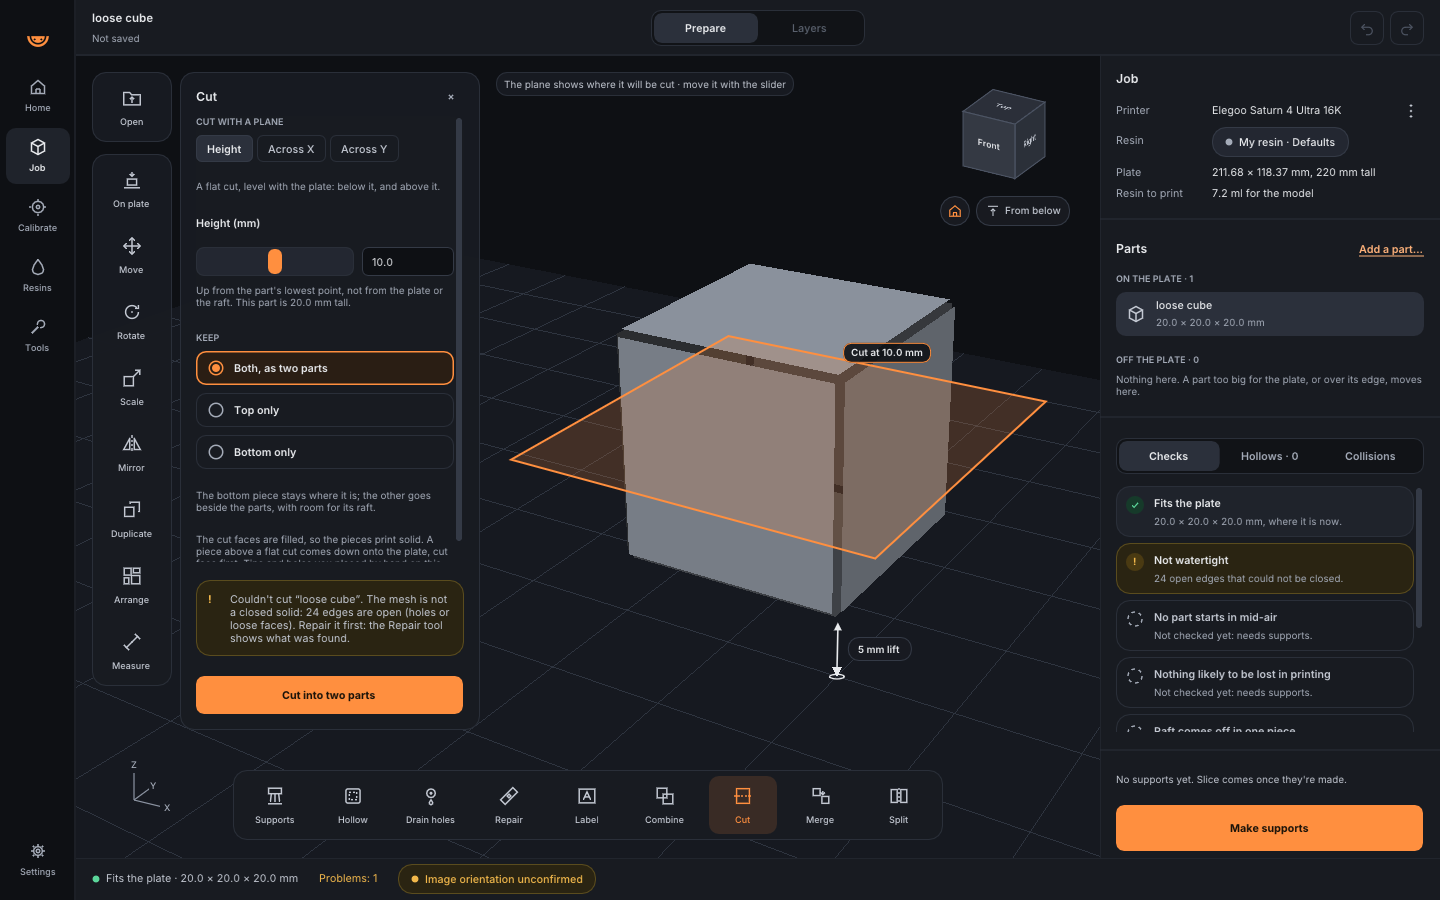 loose cube
Not saved
Prepare
Layers
Home
Job
Calibrate
Resins
Tools
Settings
Open
On plate
Move
Rotate
Scale
Mirror
Duplicate
Arrange
Measure
Cut
×
CUT WITH A PLANE
Height
Across X
Across Y
A flat cut, level with the plate: below it, and above it.
Height (mm)
10.0
Up from the part's lowest point, not from the plate or
the raft. This part is 20.0 mm tall.
KEEP
Both, as two parts
Top only
Bottom only
The bottom piece stays where it is; the other goes
beside the parts, with room for its raft.
The cut faces are filled, so the pieces print solid. A
piece above a flat cut comes down onto the plate, cut
! Couldn't cut “loose cube”. The mesh is not
a closed solid: 24 edges are open (holes or
loose faces). Repair it first: the Repair tool
shows what was found.
Cut into two parts
The plane shows where it will be cut · move it with the slider
Top
Front
Right
From below
Cut at 10.0 mm
5 mm lift
Z
Y
X
Supports
Hollow
Drain holes
Repair
Label
Combine
Cut
Merge
Split
Job
Printer
Elegoo Saturn 4 Ultra 16K
Resin
My resin · Defaults
Plate
211.68 × 118.37 mm, 220 mm tall
Resin to print
7.2 ml for the model
Parts
Add a part...
ON THE PLATE · 1
loose cube
20.0 × 20.0 × 20.0 mm
OFF THE PLATE · 0
Nothing here. A part too big for the plate, or over its edge, moves
here.
Checks
Hollows · 0
Collisions
Fits the plate
20.0 × 20.0 × 20.0 mm, where it is now.
! Not watertight
24 open edges that could not be closed.
No part starts in mid-air
Not checked yet: needs supports.
Nothing likely to be lost in printing
Not checked yet: needs supports.
Raft comes off in one piece
No supports yet. Slice comes once they're made.
Make supports
Fits the plate · 20.0 × 20.0 × 20.0 mm
Problems: 1
Image orientation unconfirmed